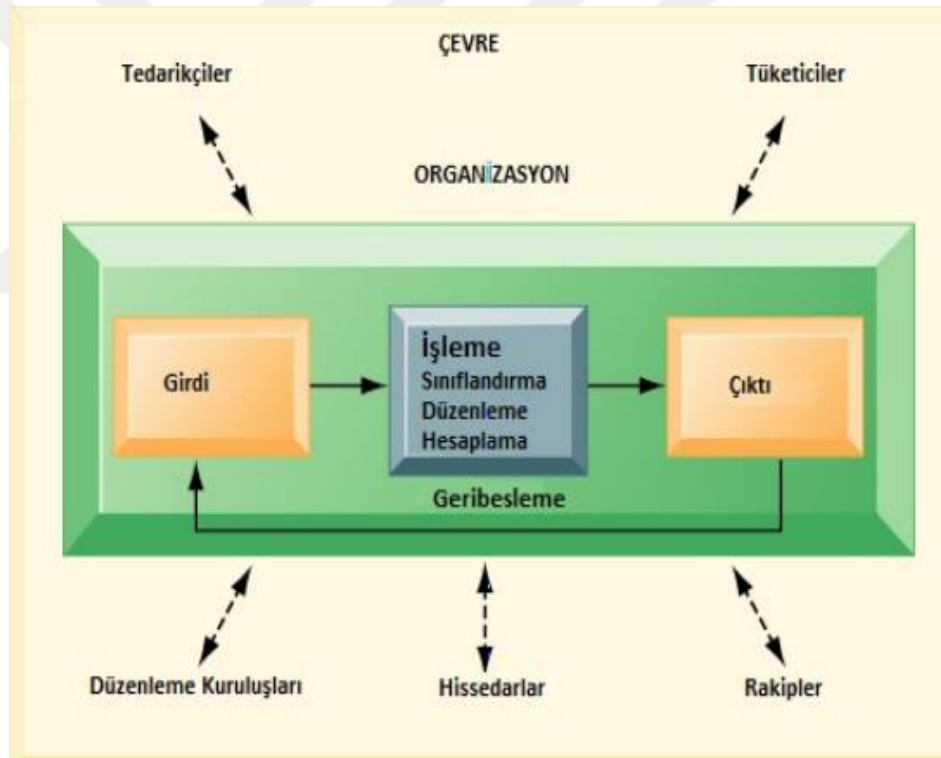 ÇEVRE
Tedarikçiler
Tüketiciler
ORGANİZASYON
Girdi
İşleme
Sınıflandırma
Düzenleme
Hesaplama
Çıktı
Geribesleme
Düzenleme Kuruluşları
Hissedarlar
Rakipler